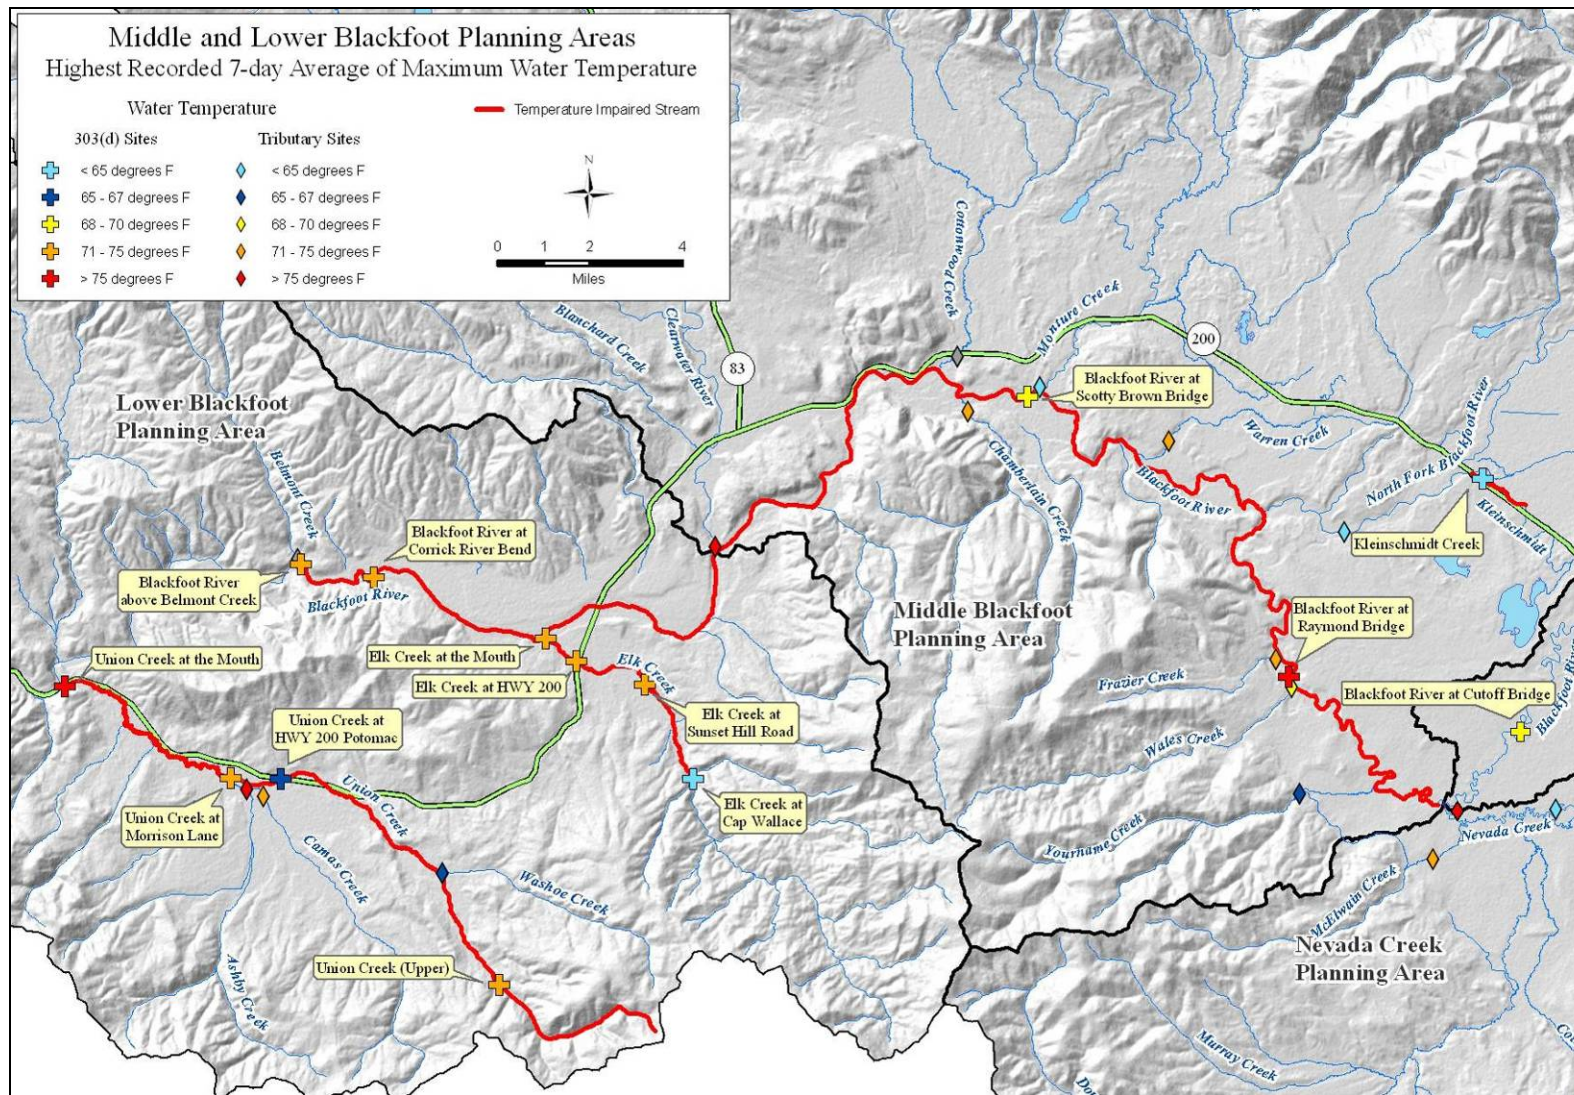 Middle and Lower Blackfoot Planning Areas
Highest Recorded 7-day Average of Maximum Water Temperature
Water Temperature
Temperature Impaired Stream
303(d) Sites
Tributary Sites
< 65 degrees F
< 65 degrees F
65 - 67 degrees F
65 - 67 degrees F
68 - 70 degrees F
68 - 70 degrees F
71 - 75 degrees F
71 - 75 degrees F
> 75 degrees F
> 75 degrees F
N
0 1 2 4
Miles
Cottonwood Creek
Monture Creek
Blanchard Creek
Clearwater River
83
200
Blackfoot River at
Scotty Brown Bridge
Lower Blackfoot
Planning Area
Belmont Creek
Chamberlain Creek
Warren Creek
North Fork Blackfoot River
Blackfoot River
Kleinschmidt
Kleinschmidt Creek
Blackfoot River at
Corrick River Bend
Blackfoot River
above Belmont Creek
Blackfoot River
Middle Blackfoot
Planning Area
Blackfoot River at
Raymond Bridge
Union Creek at the Mouth
Elk Creek at the Mouth
Elk Creek
Elk Creek at HWY 200
Frazier Creek
Blackfoot River at Cutoff Bridge
Blackfoot River
Union Creek at
HWY 200 Potomac
Elk Creek at
Sunset Hill Road
Wales Creek
Union Creek
Union Creek at
Morrison Lane
Elk Creek at
Cap Wallace
Camas Creek
Yourname Creek
Nevada Creek
Washoe Creek
McElwain Creek
Ashby Creek
Union Creek (Upper)
Nevada Creek
Planning Area
Murray Creek